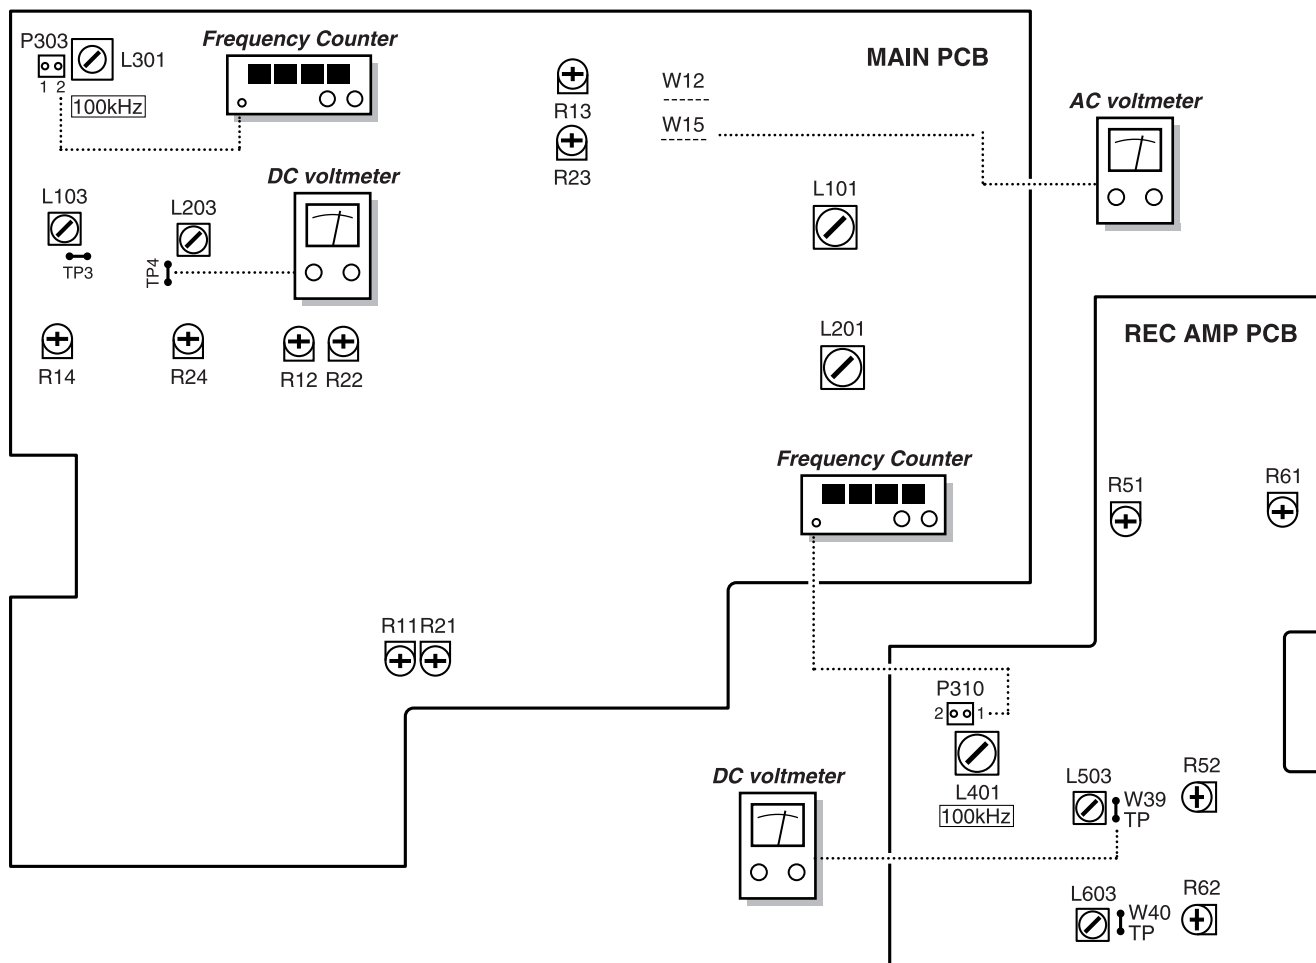 P303
L301
1 2
100kHz
Frequency Counter
R13
R23
W12
W15
MAIN PCB
AC voltmeter
DC voltmeter
L103
TP3
L203
TP4
L101
L201
R14
R24
R12 R22
REC AMP PCB
Frequency Counter
R51
R61
R11 R21
P310
2 1
L401
100kHz
DC voltmeter
L503
W39
TP
R52
L603
W40
TP
R62